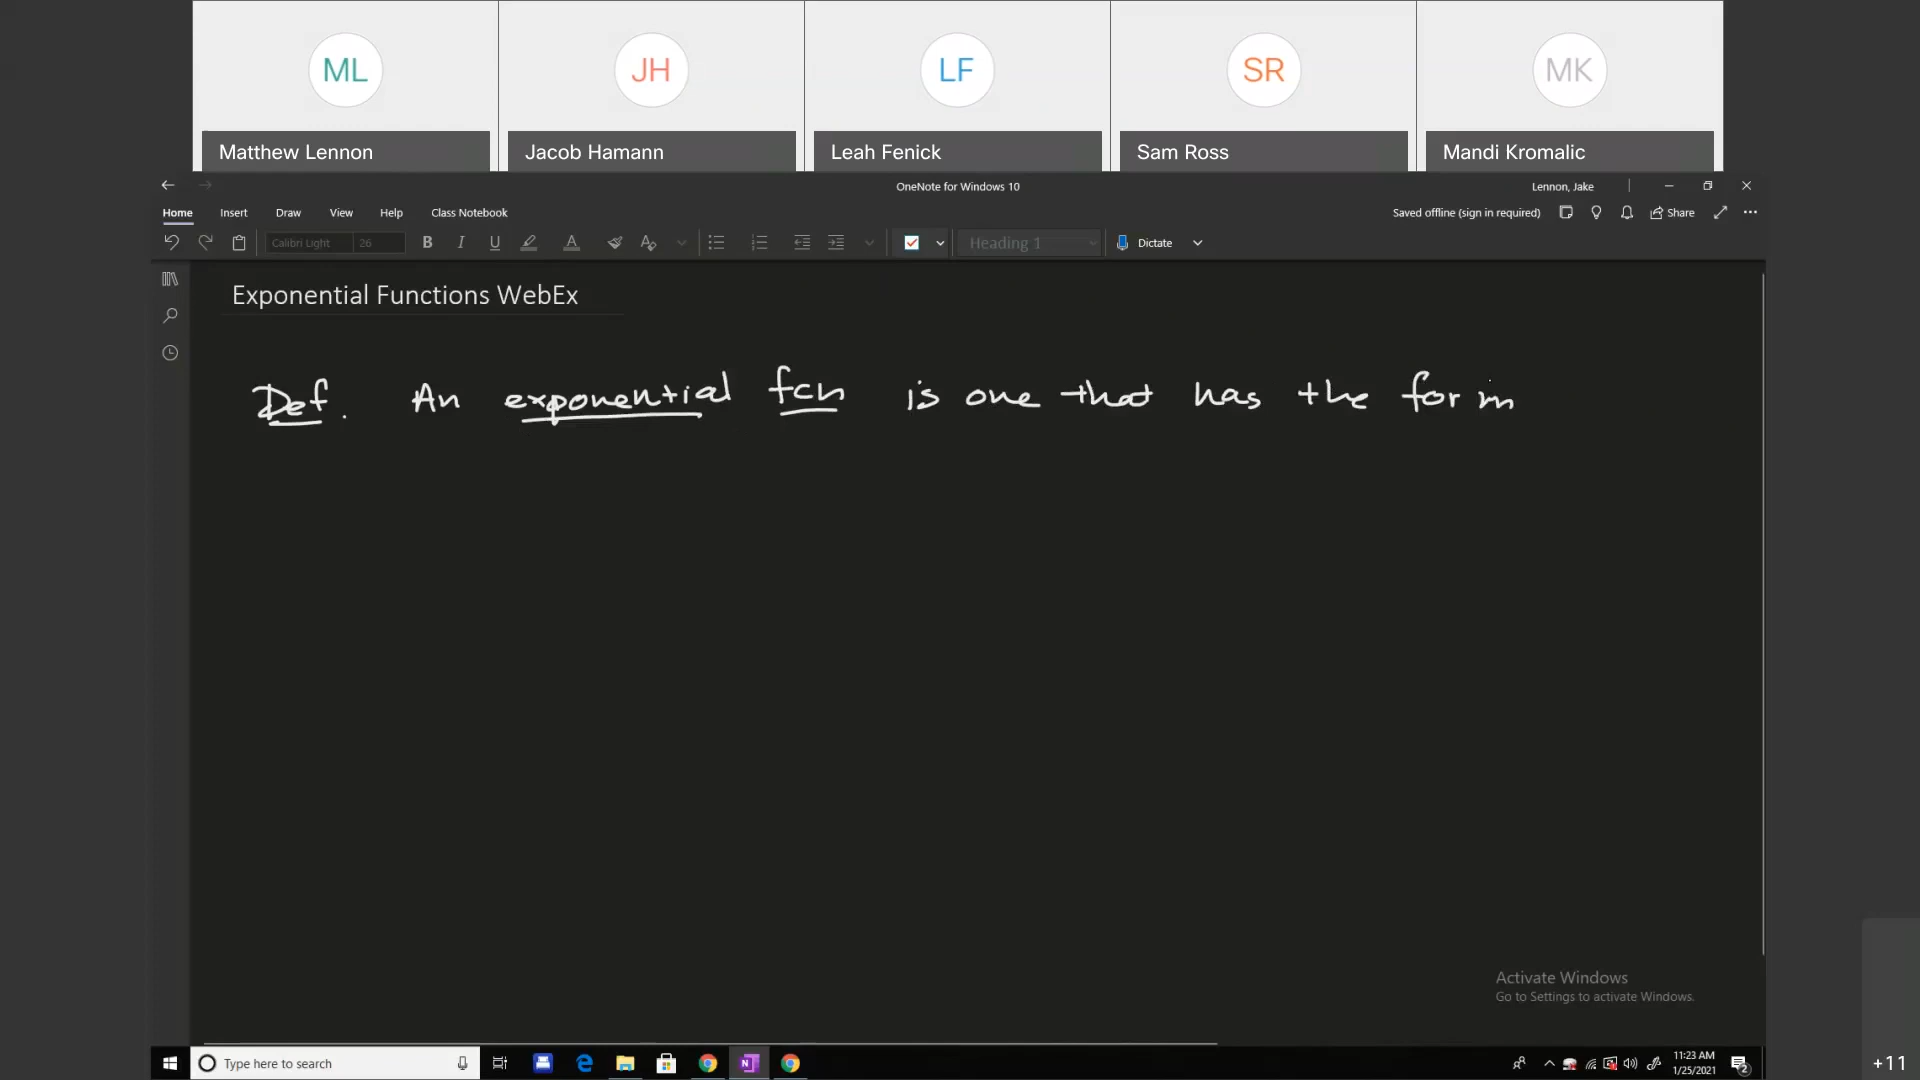 ML JH LF SR MK
Matthew Lennon Jacob Hamann Leah Fenick Sam Ross Mandi Kromalic
OneNote for Windows 10 Lennon, Jake
Home Insert Draw View Help Class Notebook Saved offline (sign in required) Share
Calibri Light 26 B I U A Heading 1 Dictate
Exponential Functions WebEx
Def. An exponential fcn is one that has the form
Activate Windows
Go to Settings to activate Windows.
Type here to search N 11:23 AM
1/25/2021 2
+11